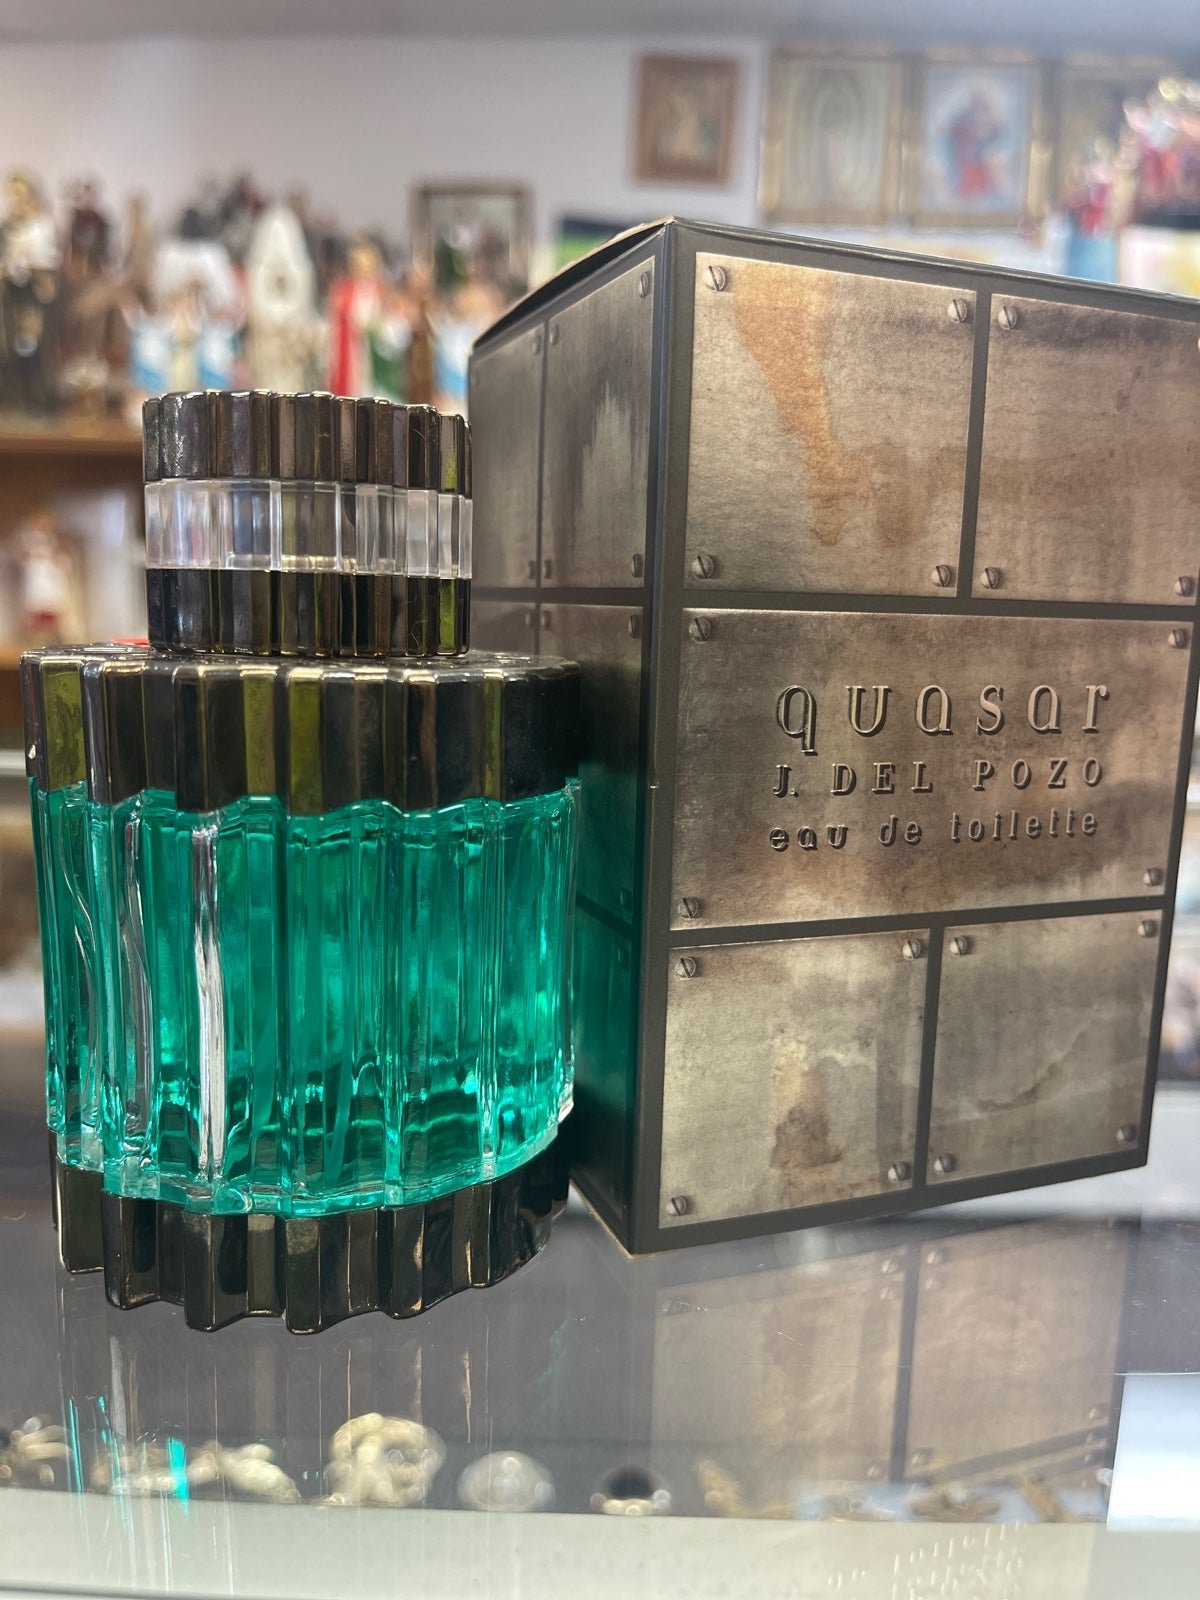 quasar
J. DEL POZO
eau de toilette